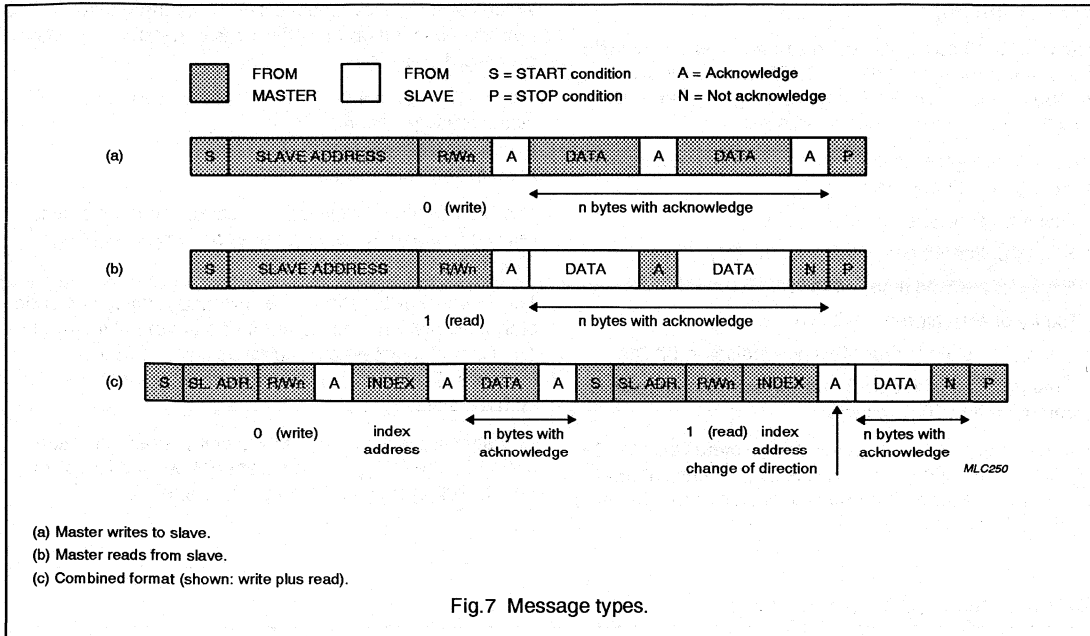 FROM MASTER FROM SLAVE S = START condition A = Acknowledge
P = STOP condition N = Not acknowledge
(a) S SLAVE ADDRESS R/Wn A DATA A DATA A P
0 (write) n bytes with acknowledge
(b) S SLAVE ADDRESS R/Wn A DATA A DATA N P
1 (read) n bytes with acknowledge
(c) S SL. ADR. R/Wn A INDEX A DATA A S SL. ADR. R/Wn INDEX A DATA N P
0 (write) index address n bytes with acknowledge 1 (read) index address n bytes with acknowledge
change of direction
MLC250
(a) Master writes to slave.
(b) Master reads from slave.
(c) Combined format (shown: write plus read).
Fig.7 Message types.